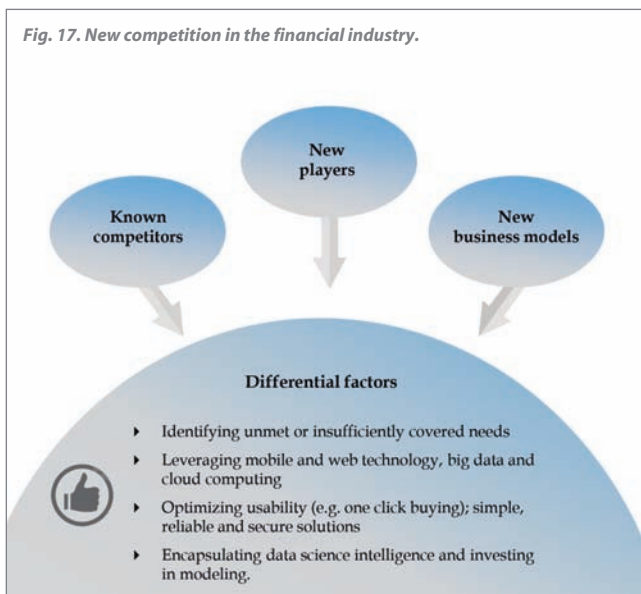 Fig. 17. New competition in the financial industry.
New
players
Known
competitors
New
business models
Differential factors
Identifying unmet or insufficiently covered needs
Leveraging mobile and web technology, big data and
cloud computing
Optimizing usability (e.g. one click buying); simple,
reliable and secure solutions
Encapsulating data science intelligence and investing
in modeling.